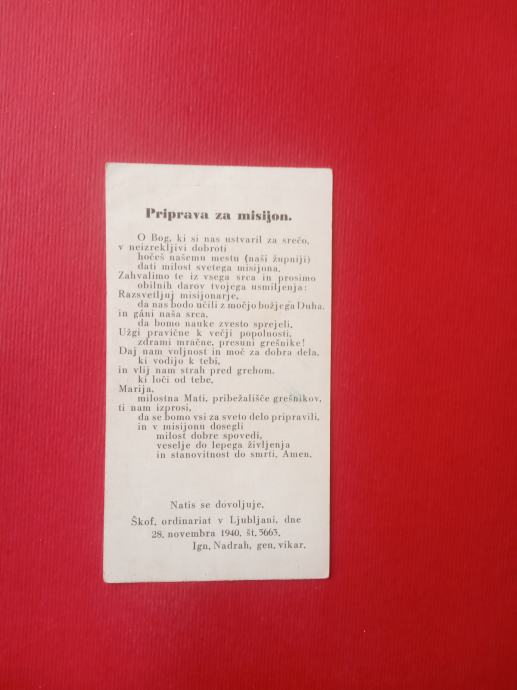 Priprava za misijon.
O Bog, ki si nas ustvaril za srečo,
v neizrekljivi dobroti
hočeš našemu mestu (naši župniji)
dati milost svetega misijona.
Zahvalimo te iz vsega srca in prosimo
obilnih darov tvojega usmiljenja:
Razsvetljuj misijonarje,
da nas bodo učili z močjo božjega Duha,
in gáni naša srca,
da bomo nauke zvesto sprejeli.
Užgi pravične k večji popolnosti,
zdrami mračne, presuni grešnike!
Daj nam voljnost in moč za dobra dela,
ki vodijo k tebi,
in vlij nam strah pred grehom,
ki loči od tebe.
Marija,
milostna Mati, pribežališče grešnikov,
ti nam izprosi,
da se bomo vsi za sveto delo pripravili,
in v misijonu dosegli
milost dobre spovedi,
veselje do lepega življenja
in stanovitnost do smrti. Amen.
Natis se dovoljuje.
Škof. ordinariat v Ljubljani, dne
28. novembra 1940, št. 3663.
Ign. Nadrah, gen. vikar.